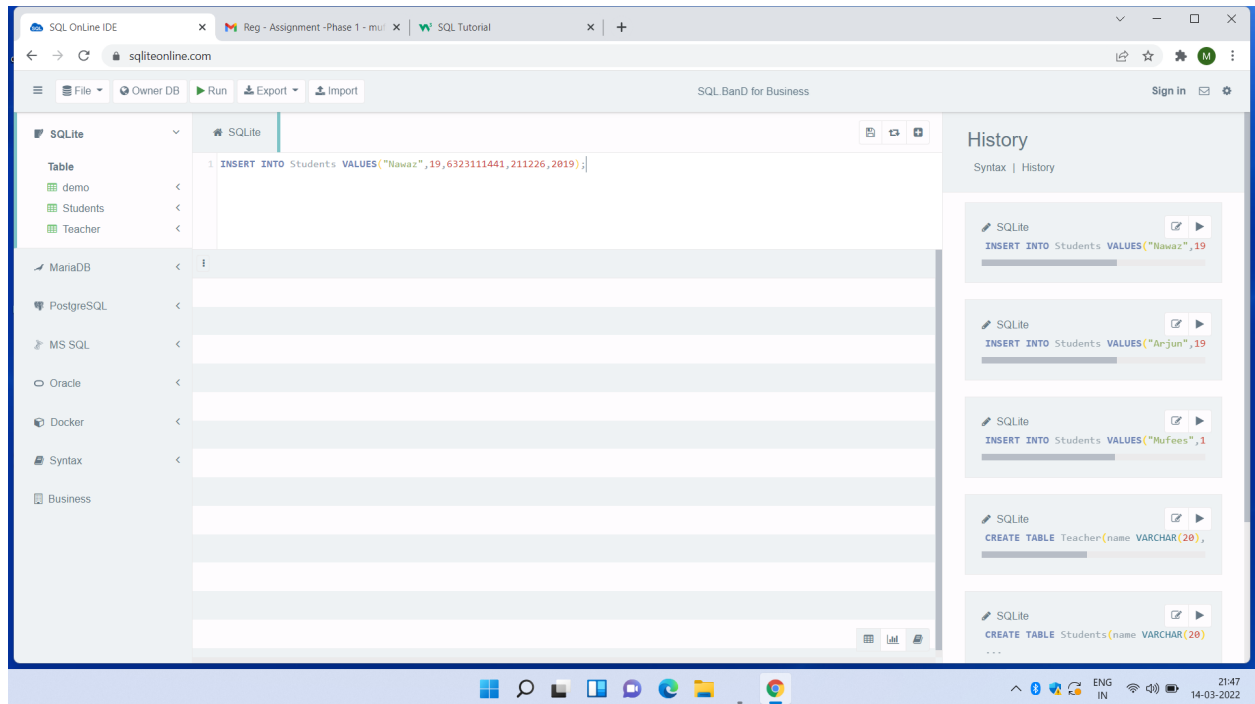 SQL OnLine IDE
Reg - Assignment -Phase 1 - mu
SQL Tutorial
sqliteonline.com
M
File
Owner DB
Run
Export
Import
SQL.BanD for Business
Sign in
SQLite
Table
demo
Students
Teacher
MariaDB
PostgreSQL
MS SQL
Oracle
Docker
Syntax
Business
SQLite
1 INSERT INTO Students VALUES("Nawaz",19,6323111441,211226,2019);
History
Syntax | History
SQLite
INSERT INTO Students VALUES("Nawaz",19
SQLite
INSERT INTO Students VALUES("Arjun",19
SQLite
INSERT INTO Students VALUES("Mufees",1
SQLite
CREATE TABLE Teacher(name VARCHAR(20),
SQLite
CREATE TABLE Students(name VARCHAR(20)
...
ENG
IN
21:47
14-03-2022